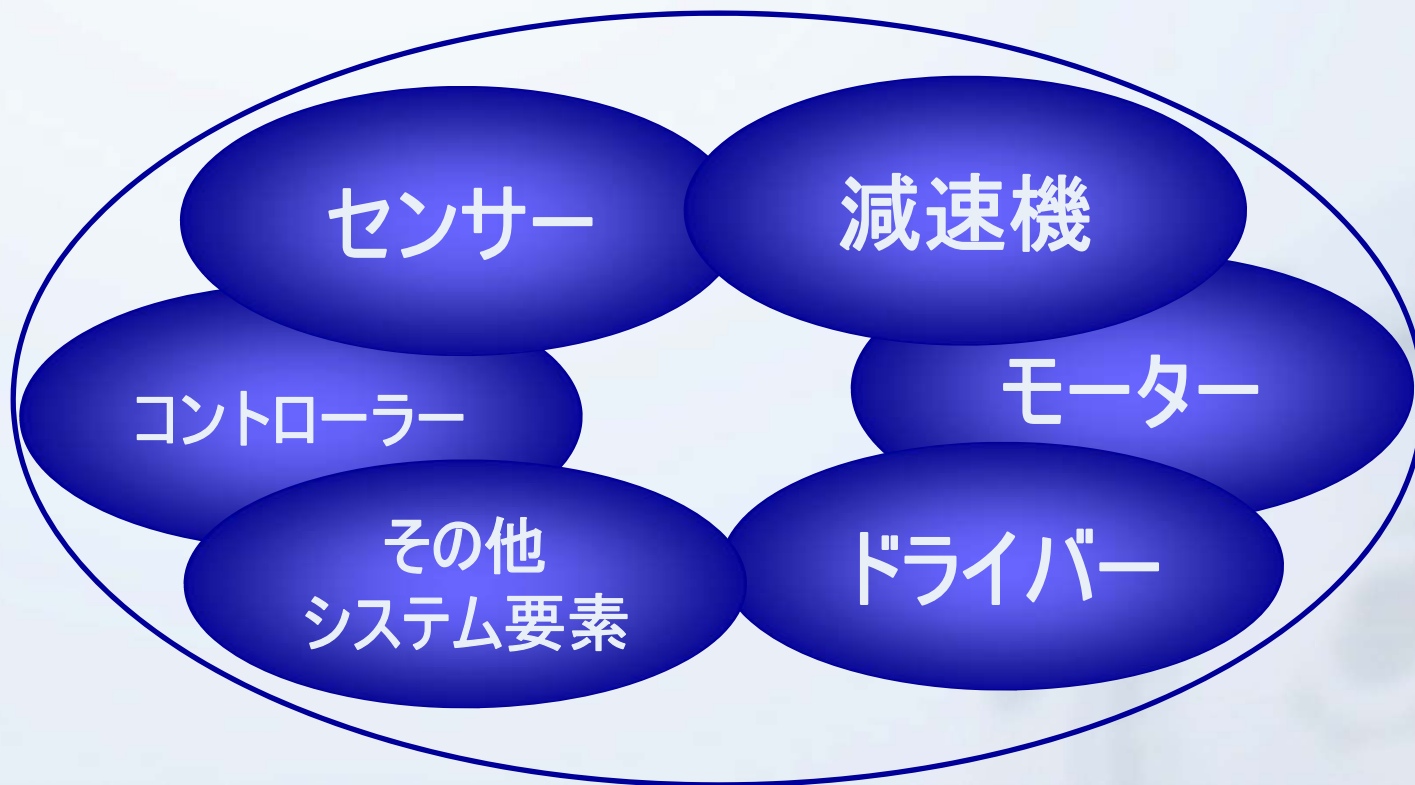 センサー
減速機
コントローラー
モーター
その他
システム要素
ドライバー